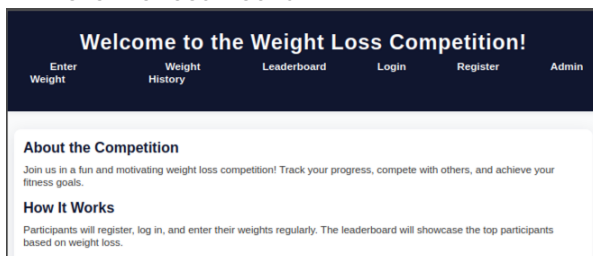 Welcome to the Weight Loss Competition!
Enter Weight Leaderboard Login Register Admin
Weight History
About the Competition
Join us in a fun and motivating weight loss competition! Track your progress, compete with others, and achieve your
fitness goals.
How It Works
Participants will register, log in, and enter their weights regularly. The leaderboard will showcase the top participants
based on weight loss.